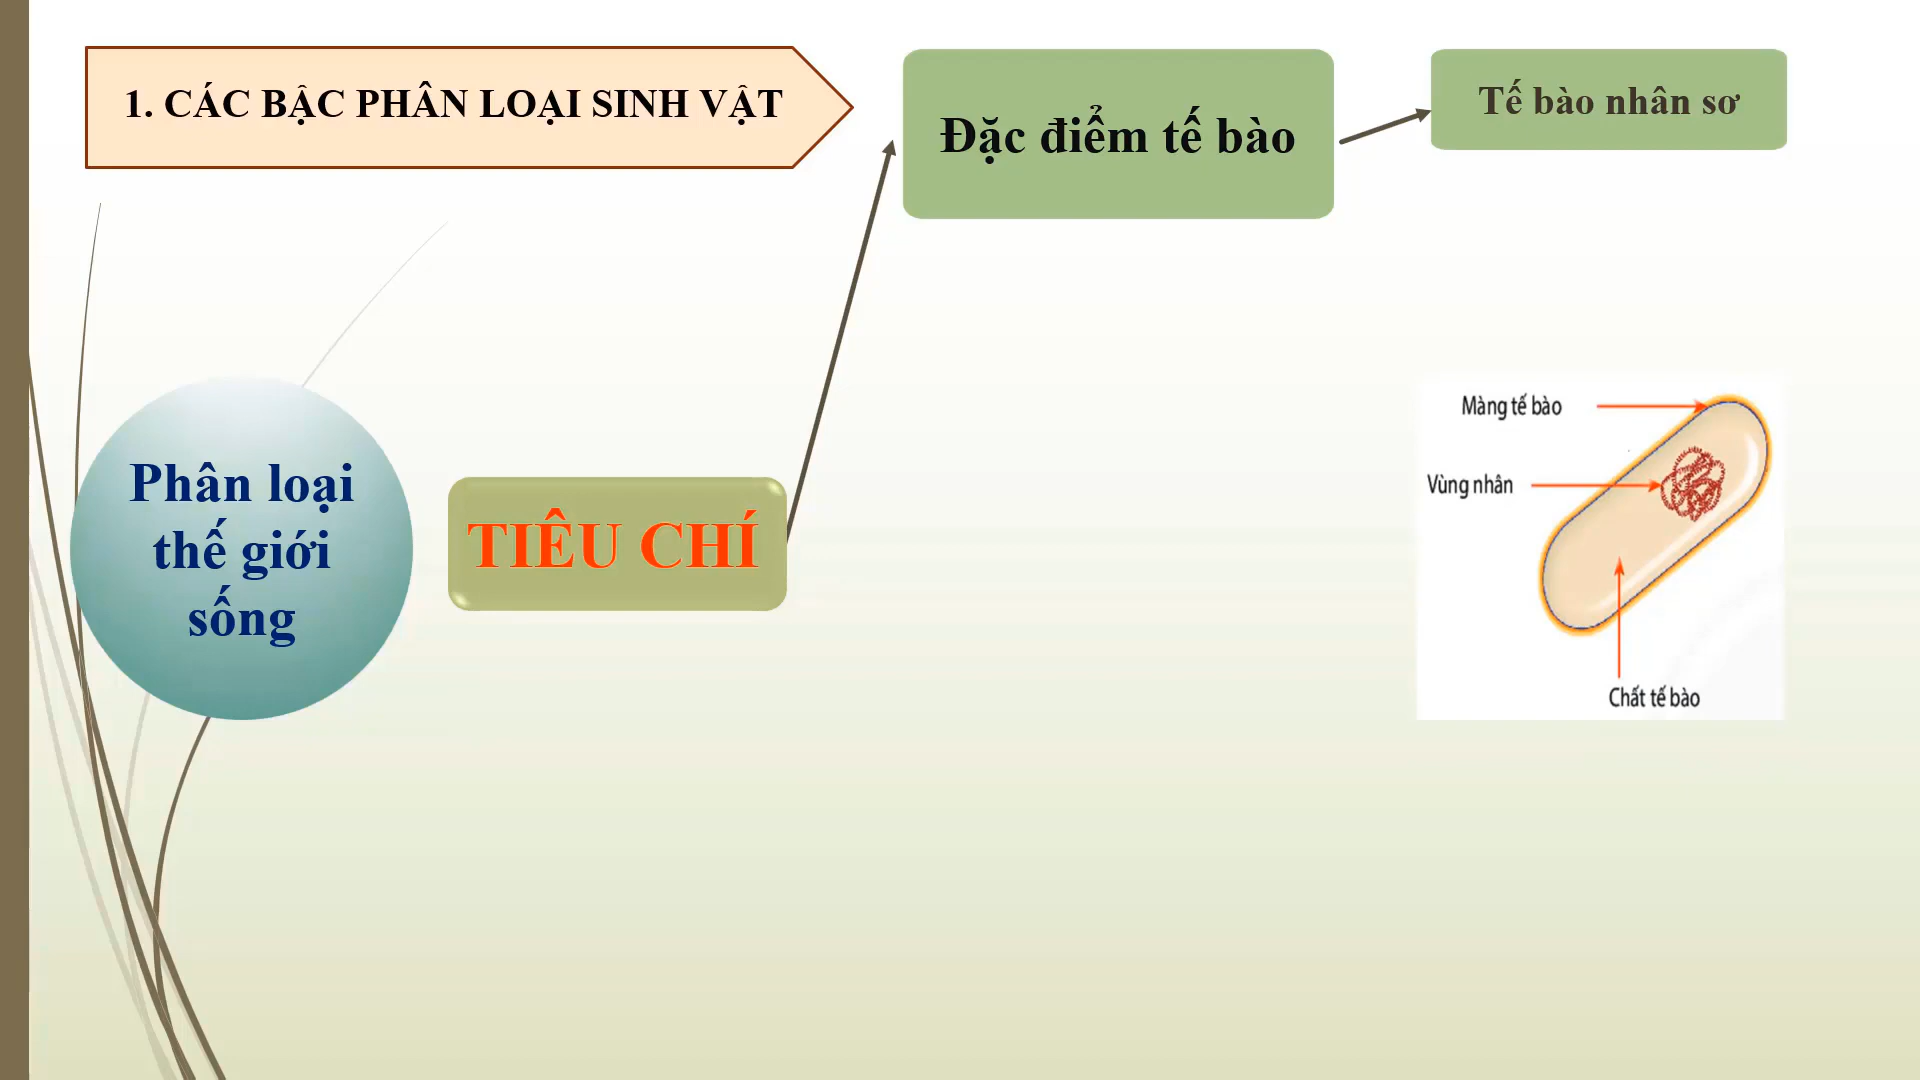 1. CÁC BẬC PHÂN LOẠI SINH VẬT
Đặc điểm tế bào
Tế bào nhân sơ
Phân loại
thế giới
sống
TIÊU CHÍ
Màng tế bào
Vùng nhân
Chất tế bào